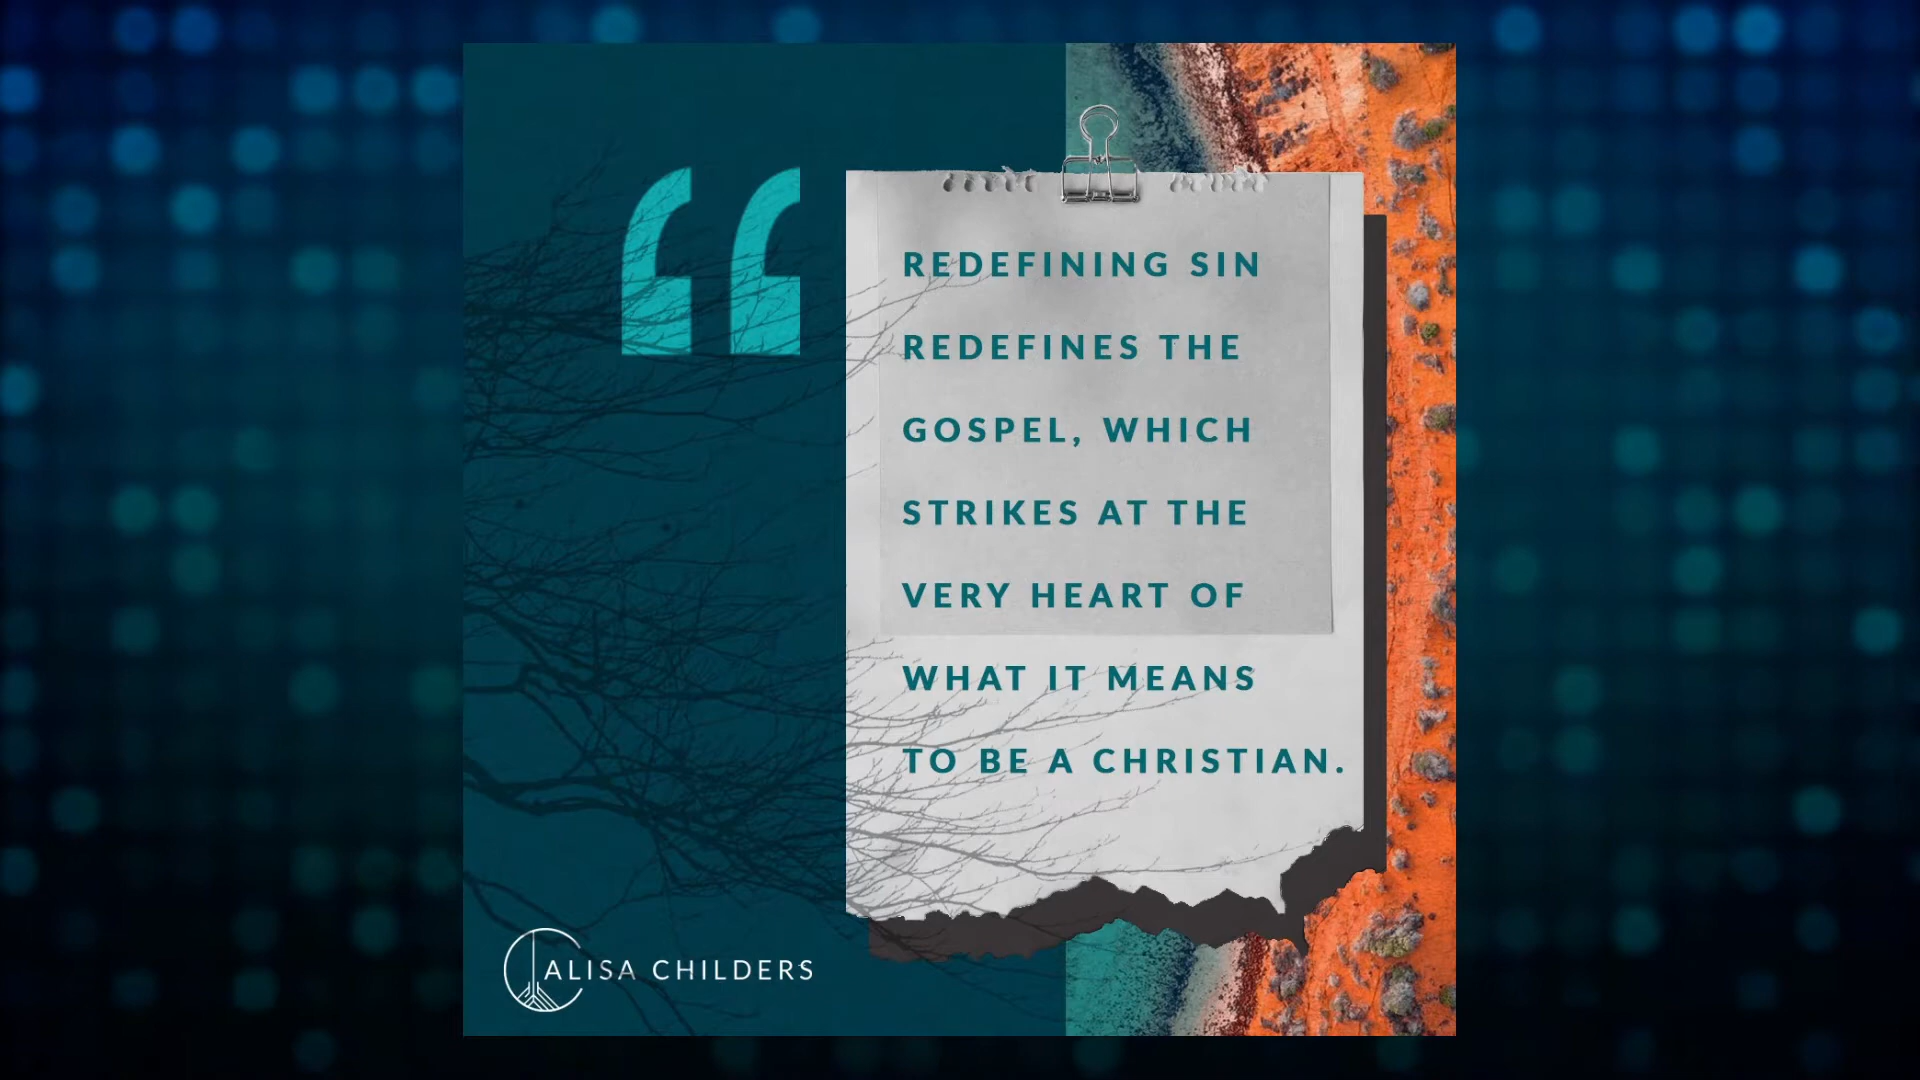 REDEFINING SIN
REDEFINES THE
GOSPEL, WHICH
STRIKES AT THE
VERY HEART OF
WHAT IT MEANS
TO BE A CHRISTIAN.
ALISA CHILDERS